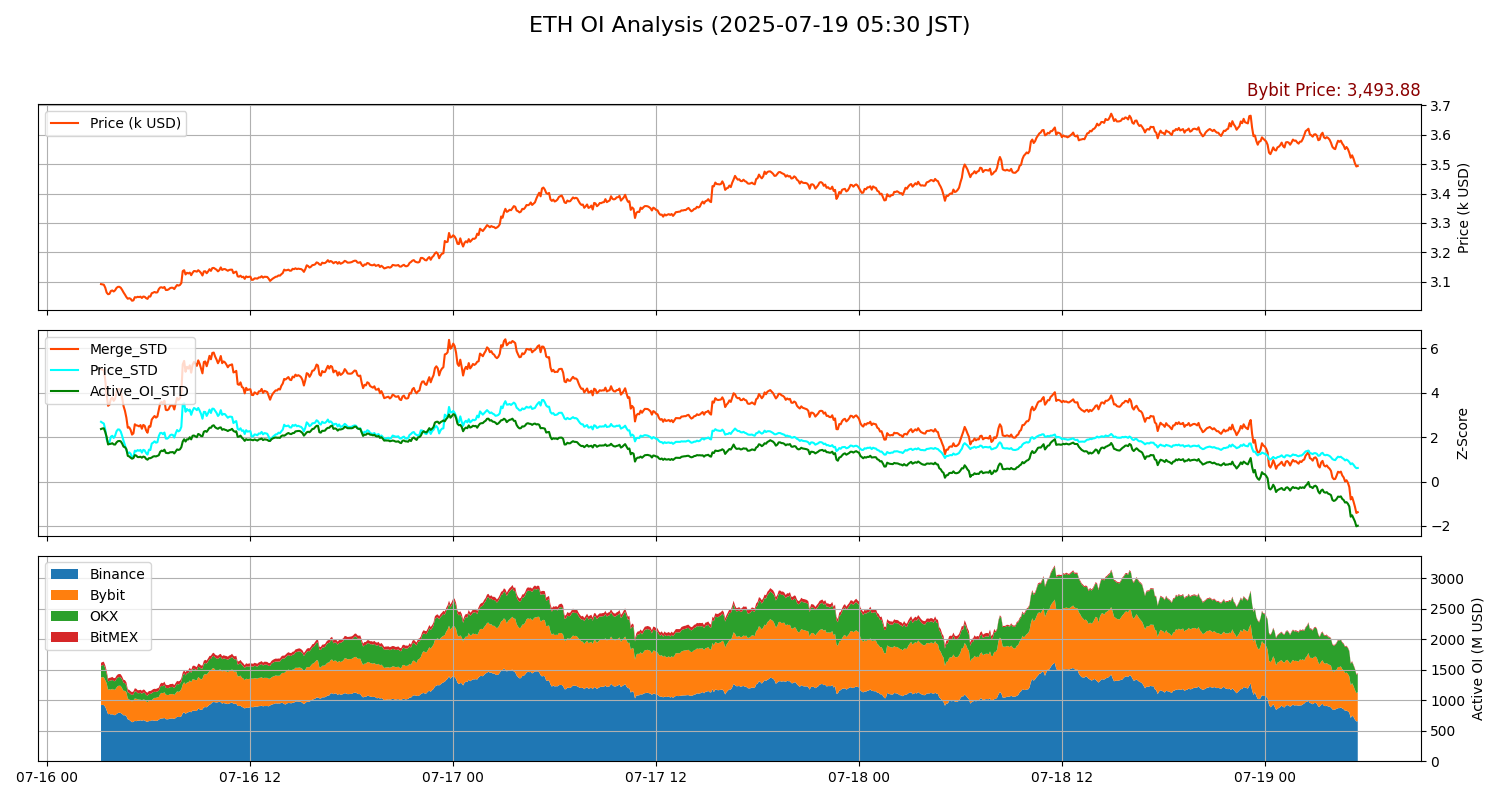 ETH OI Analysis (2025-07-19 05:30 JST)
Bybit Price: 3,493.88
Price (k USD)
3.7
3.6
3.5
3.4
3.3
3.2
3.1
Price (k USD)
Merge_STD
Price_STD
Active_OI_STD
6
4
2
0
−2
Z-Score
Binance
Bybit
OKX
BitMEX
3000
2500
2000
1500
1000
500
0
Active OI (M USD)
07-16 00
07-16 12
07-17 00
07-17 12
07-18 00
07-18 12
07-19 00